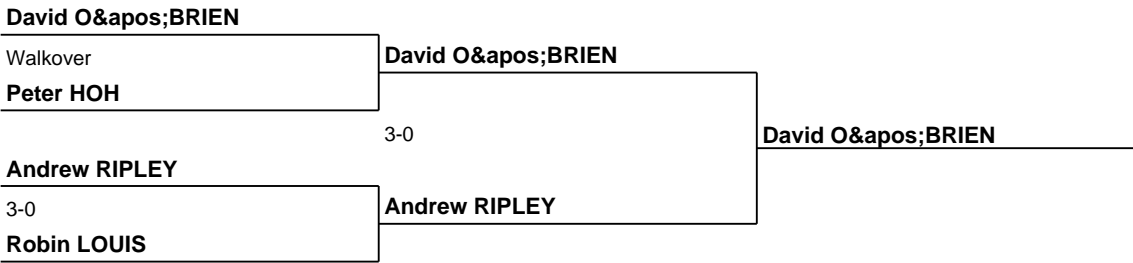 David O&apos;BRIEN
Walkover
David O&apos;BRIEN
Peter HOH
3-0
David O&apos;BRIEN
Andrew RIPLEY
3-0
Andrew RIPLEY
Robin LOUIS